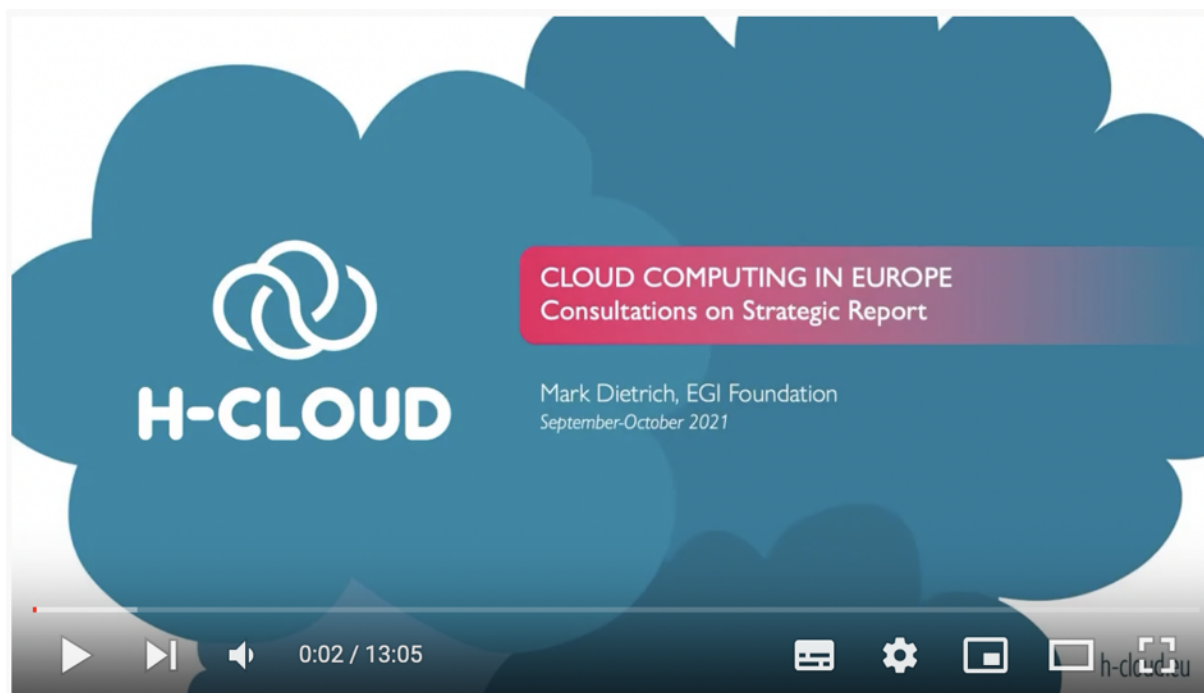 CLOUD COMPUTING IN EUROPE
Consultations on Strategic Report
H-CLOUD
Mark Dietrich, EGI Foundation
September-October 2021
0:02 / 13:05
h-cloud.eu